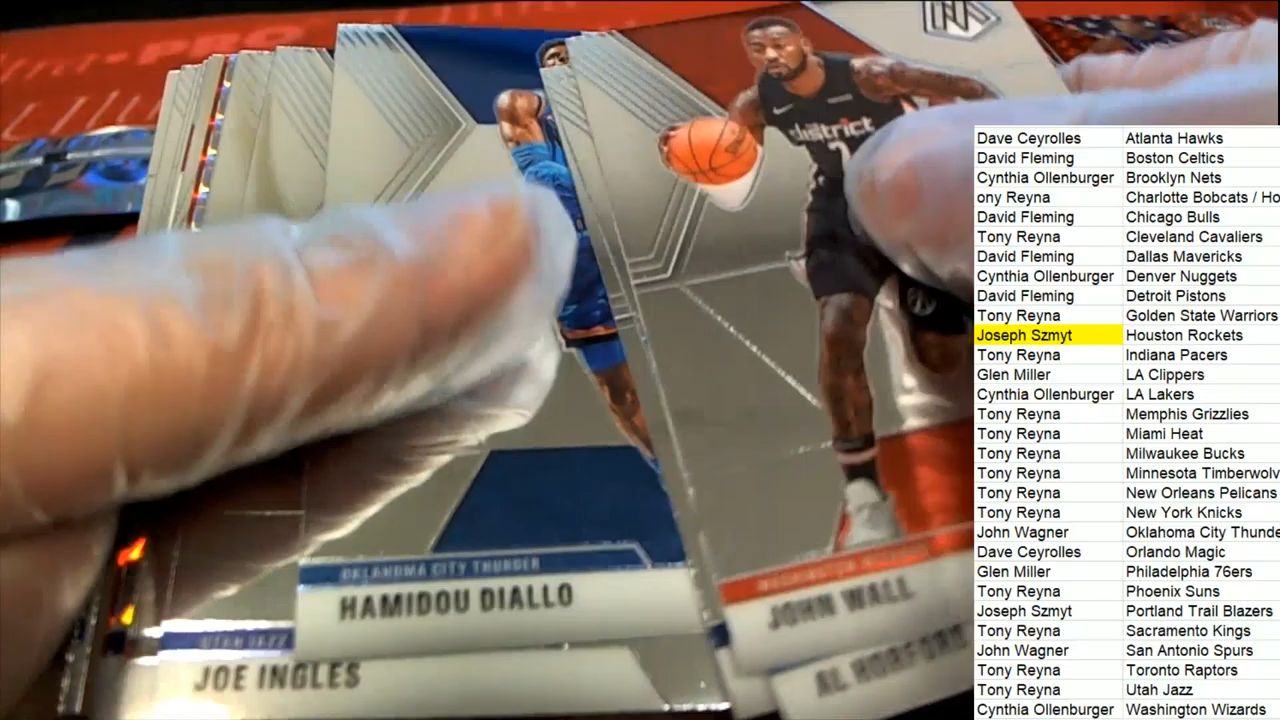 PRO
district
OKLAHOMA CITY THUNDER
HAMIDOU DIALLO
UTAH JAZZ
JOE INGLES
JOHN WALL
AL HORFORD
Dave Ceyrolles Atlanta Hawks
David Fleming Boston Celtics
Cynthia Ollenburger Brooklyn Nets
ony Reyna Charlotte Bobcats / Ho
David Fleming Chicago Bulls
Tony Reyna Cleveland Cavaliers
David Fleming Dallas Mavericks
Cynthia Ollenburger Denver Nuggets
David Fleming Detroit Pistons
Tony Reyna Golden State Warriors
Joseph Szmyt Houston Rockets
Tony Reyna Indiana Pacers
Glen Miller LA Clippers
Cynthia Ollenburger LA Lakers
Tony Reyna Memphis Grizzlies
Tony Reyna Miami Heat
Tony Reyna Milwaukee Bucks
Tony Reyna Minnesota Timberwolv
Tony Reyna New Orleans Pelicans
Tony Reyna New York Knicks
John Wagner Oklahoma City Thunde
Dave Ceyrolles Orlando Magic
Glen Miller Philadelphia 76ers
Tony Reyna Phoenix Suns
Joseph Szmyt Portland Trail Blazers
Tony Reyna Sacramento Kings
John Wagner San Antonio Spurs
Tony Reyna Toronto Raptors
Tony Reyna Utah Jazz
Cynthia Ollenburger Washington Wizards